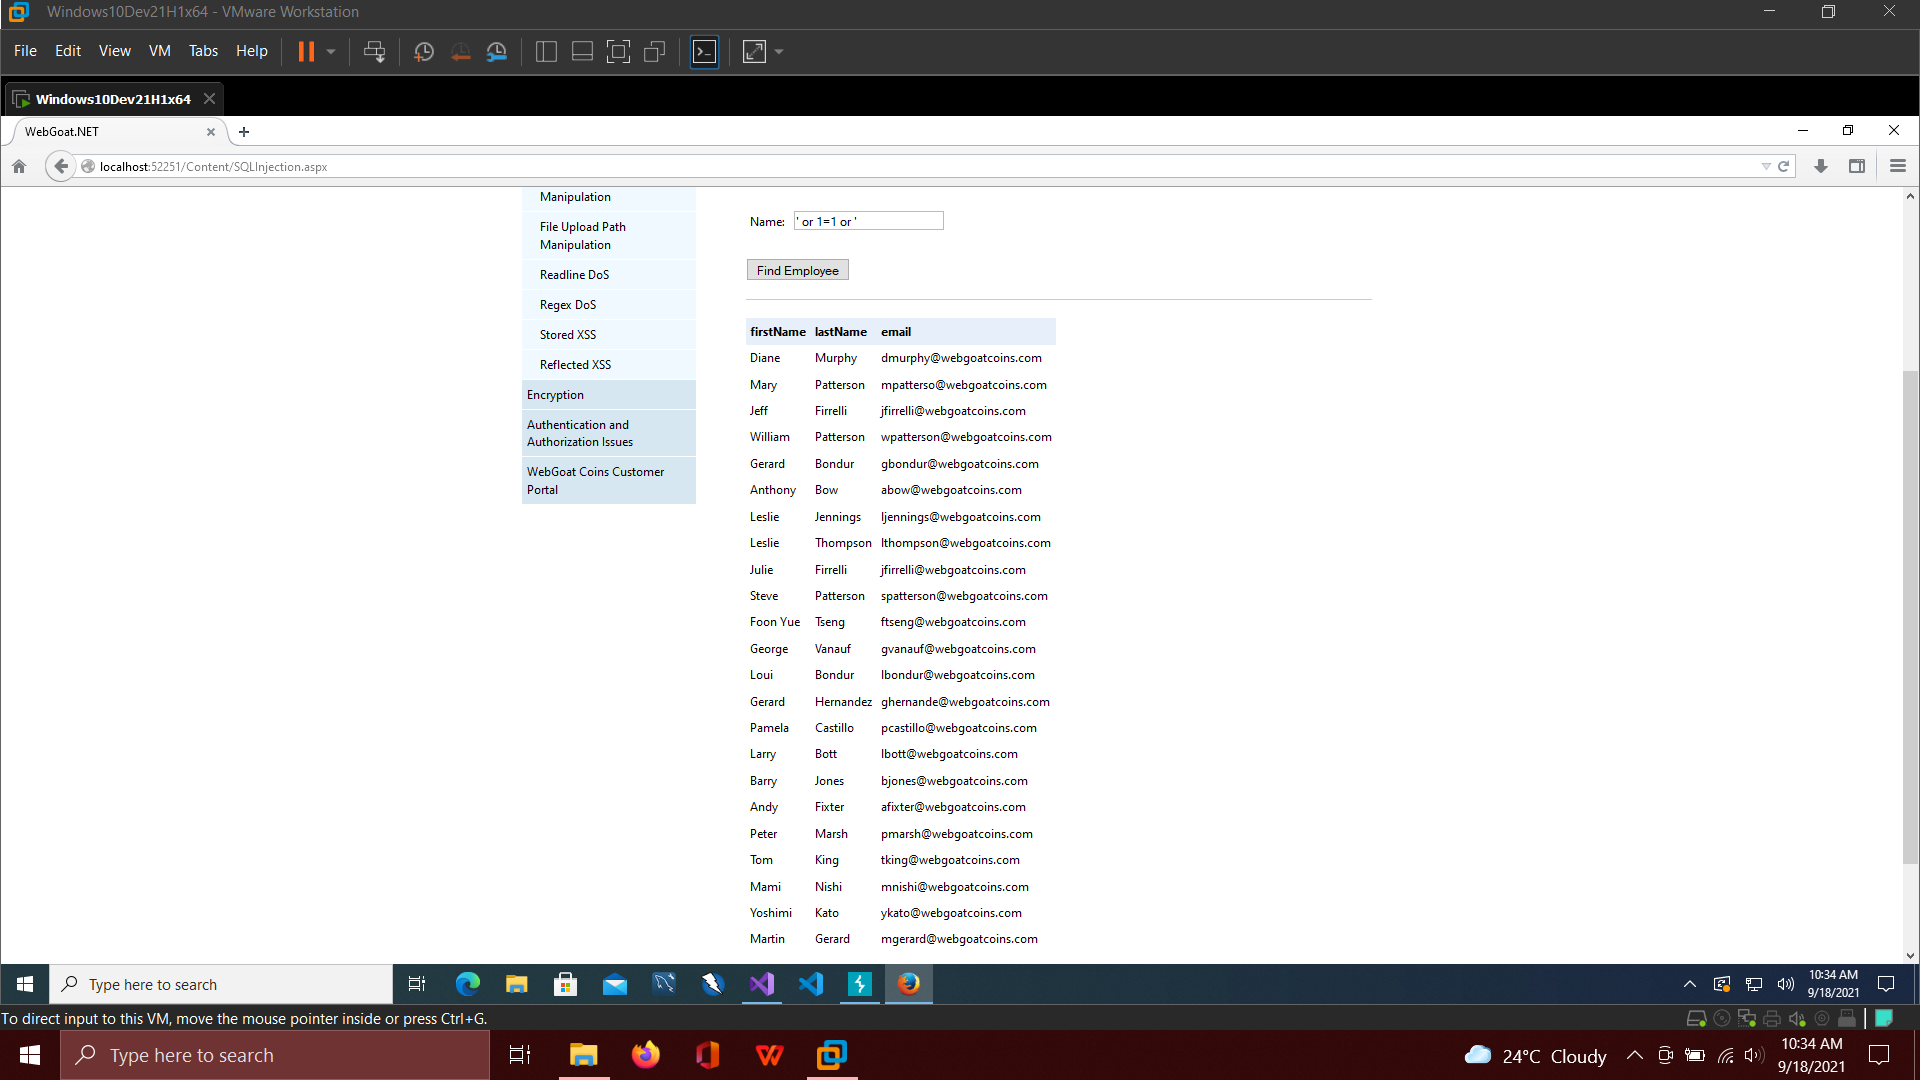 Windows10Dev21H1x64 - VMware Workstation
File Edit View VM Tabs Help
Windows10Dev21H1x64
WebGoat.NET
localhost:52251/Content/SQLInjection.aspx
Manipulation
File Upload Path
Manipulation
Readline DoS
Regex DoS
Stored XSS
Reflected XSS
Encryption
Authentication and
Authorization Issues
WebGoat Coins Customer
Portal
Name: ' or 1=1 or '
Find Employee
firstName lastName email
Diane Murphy dmurphy@webgoatcoins.com
Mary Patterson mpatterso@webgoatcoins.com
Jeff Firrelli jfirrelli@webgoatcoins.com
William Patterson wpatterson@webgoatcoins.com
Gerard Bondur gbondur@webgoatcoins.com
Anthony Bow abow@webgoatcoins.com
Leslie Jennings ljennings@webgoatcoins.com
Leslie Thompson lthompson@webgoatcoins.com
Julie Firrelli jfirrelli@webgoatcoins.com
Steve Patterson spatterson@webgoatcoins.com
Foon Yue Tseng ftseng@webgoatcoins.com
George Vanauf gvanauf@webgoatcoins.com
Loui Bondur lbondur@webgoatcoins.com
Gerard Hernandez ghernande@webgoatcoins.com
Pamela Castillo pcastillo@webgoatcoins.com
Larry Bott lbott@webgoatcoins.com
Barry Jones bjones@webgoatcoins.com
Andy Fixter afixter@webgoatcoins.com
Peter Marsh pmarsh@webgoatcoins.com
Tom King tking@webgoatcoins.com
Mami Nishi mnishi@webgoatcoins.com
Yoshimi Kato ykato@webgoatcoins.com
Martin Gerard mgerard@webgoatcoins.com
Type here to search
10:34 AM
9/18/2021
To direct input to this VM, move the mouse pointer inside or press Ctrl+G.
Type here to search
24°C Cloudy
10:34 AM
9/18/2021